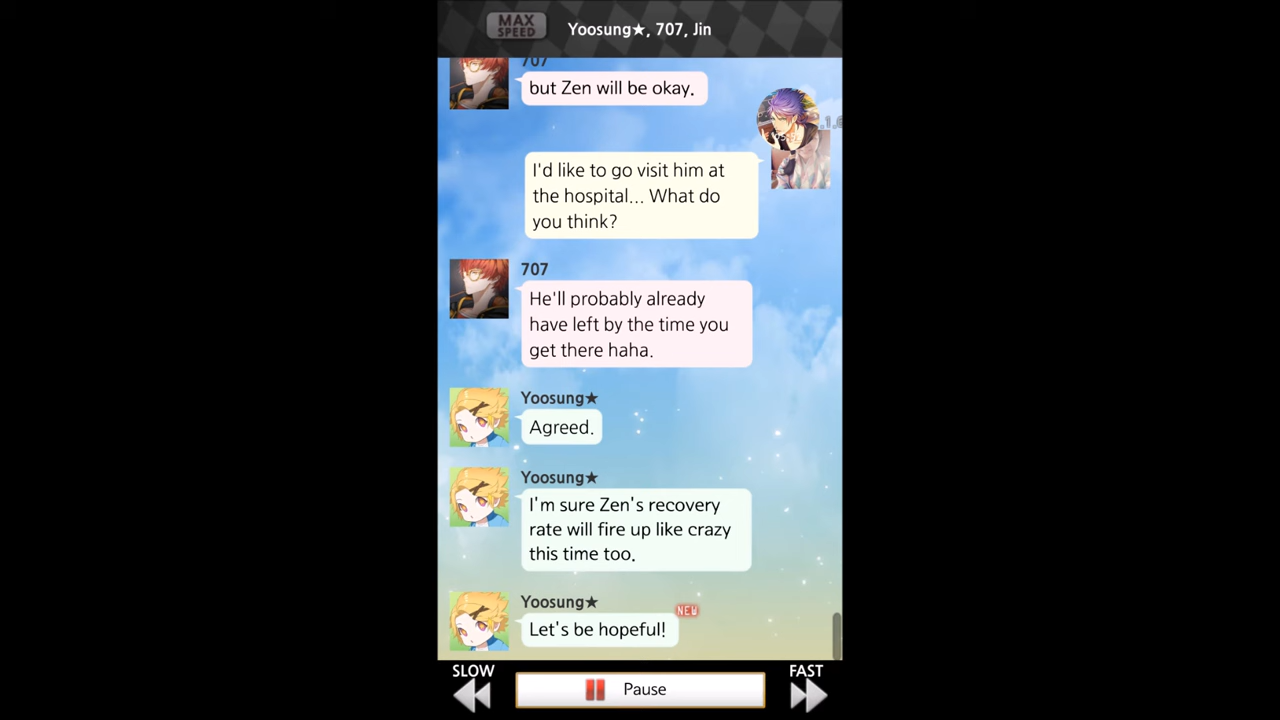 MAX
SPEED
Yoosung★, 707, Jin
707
but Zen will be okay.
I'd like to go visit him at
the hospital... What do
you think?
707
He'll probably already
have left by the time you
get there haha.
Yoosung★
Agreed.
Yoosung★
I'm sure Zen's recovery
rate will fire up like crazy
this time too.
Yoosung★
NEW
Let's be hopeful!
SLOW
Pause
FAST